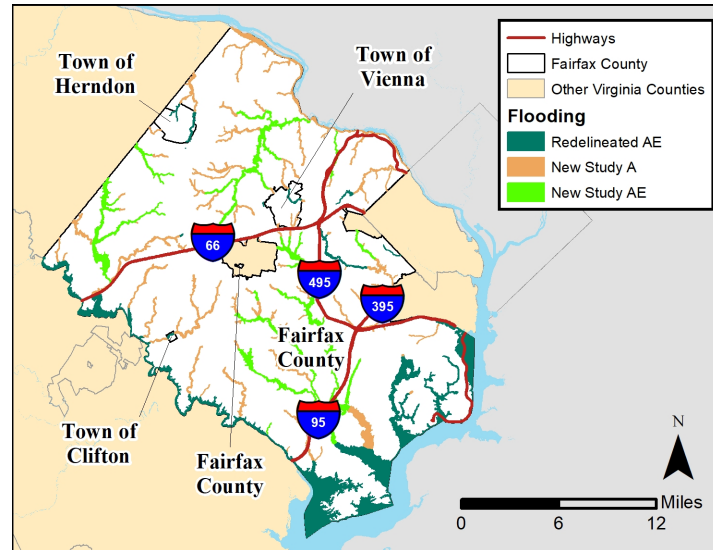 Town of
Herndon
Town of
Vienna
Highways
Fairfax County
Other Virginia Counties
Flooding
Redelineated AE
New Study A
New Study AE
66
495
395
Fairfax
County
95
Town of
Clifton
Fairfax
County
N
Miles
0 6 12